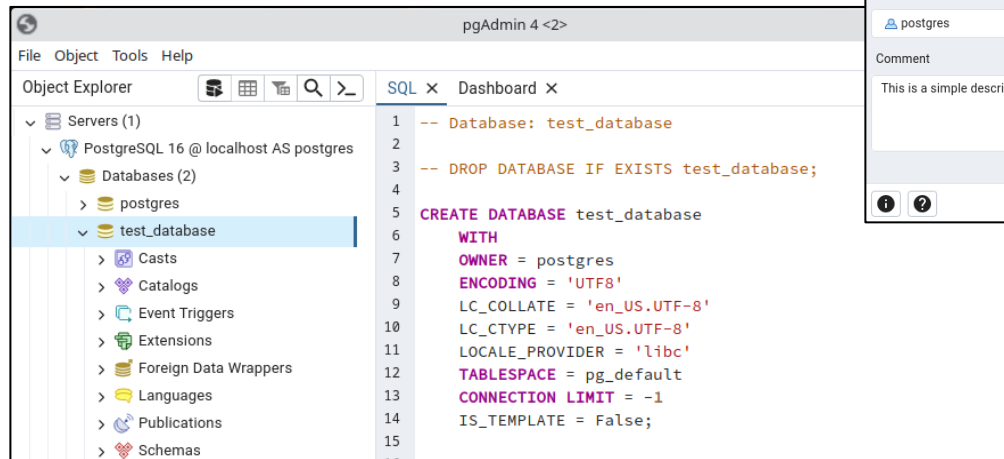 pgAdmin 4 <2>
File Object Tools Help
Object Explorer
SQL Dashboard
Servers (1)
PostgreSQL 16 @ localhost AS postgres
Databases (2)
postgres
test_database
Casts
Catalogs
Event Triggers
Extensions
Foreign Data Wrappers
Languages
Publications
Schemas
1 -- Database: test_database
2
3 -- DROP DATABASE IF EXISTS test_database;
4
5 CREATE DATABASE test_database
6 WITH
7 OWNER = postgres
8 ENCODING = 'UTF8'
9 LC_COLLATE = 'en_US.UTF-8'
10 LC_CTYPE = 'en_US.UTF-8'
11 LOCALE_PROVIDER = 'libc'
12 TABLESPACE = pg_default
13 CONNECTION LIMIT = -1
14 IS_TEMPLATE = False;
15
postgres
Comment
This is a simple descri